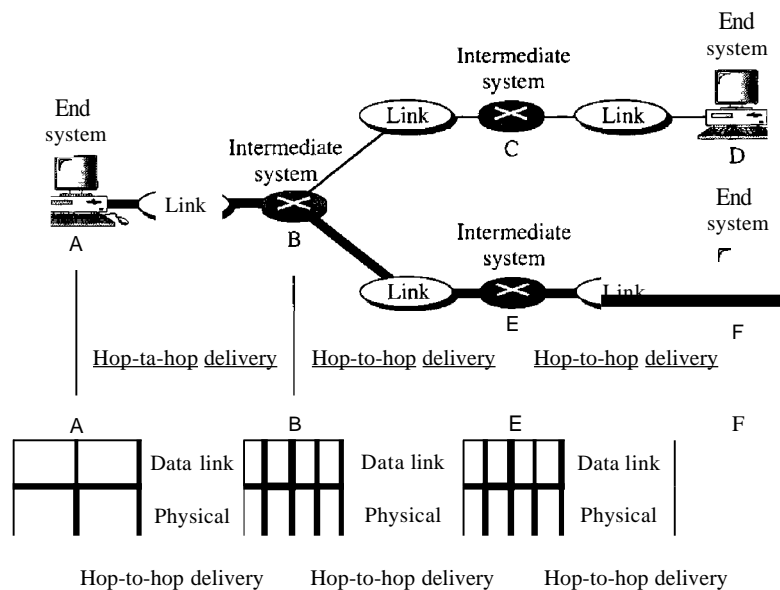 End
system
Intermediate
system
Link
Link
C
D
End
system
A
Link
Intermediate
system
B
End
system
Intermediate
system
Link
E
Link
F
Hop-ta-hop delivery
Hop-to-hop delivery
Hop-to-hop delivery
A
B
E
F
Data link
Data link
Data link
Physical
Physical
Physical
Hop-to-hop delivery
Hop-to-hop delivery
Hop-to-hop delivery